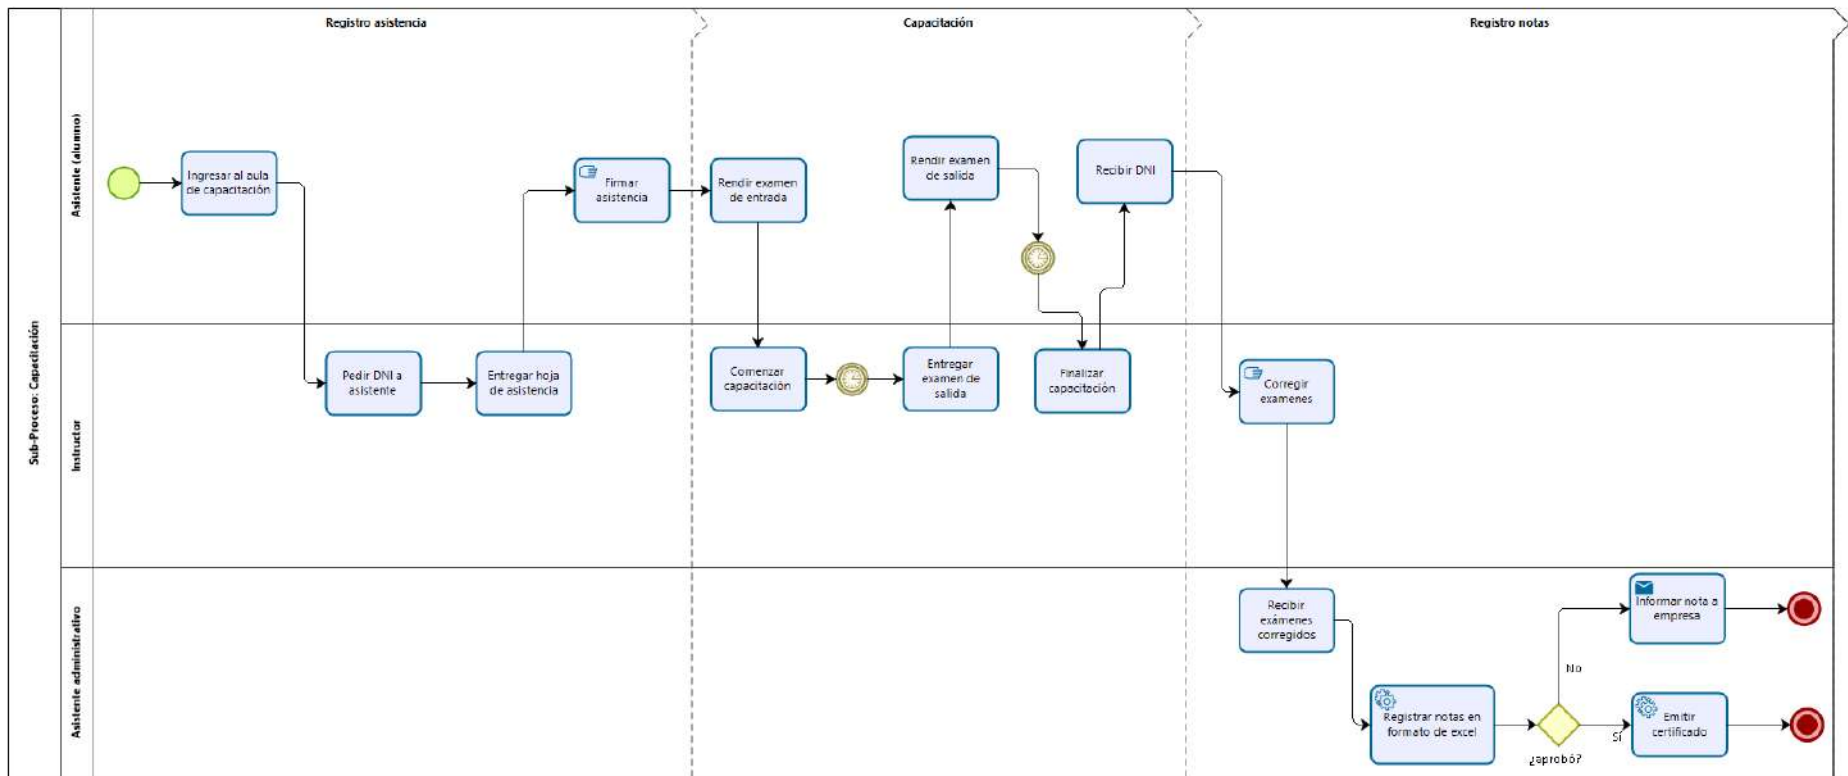 Registro asistencia
Capacitación
Registro notas
Sub-Proceso: Capacitación
Asistente (alumno)
Ingresar al aula
de capacitación
Firmar
asistencia
Rendir examen
de entrada
Rendir examen
de salida
Recibir DNI
Instructor
Pedir DNI a
asistente
Entregar hoja
de asistencia
Comenzar
capacitación
Entregar
examen de
salida
Finalizar
capacitación
Corregir
examenes
Asistente administrativo
Recibir
exámenes
corregidos
Informar nota a
empresa
No
Registrar notas en
formato de excel
¿aprobó?
Sí
Emitir
certificado